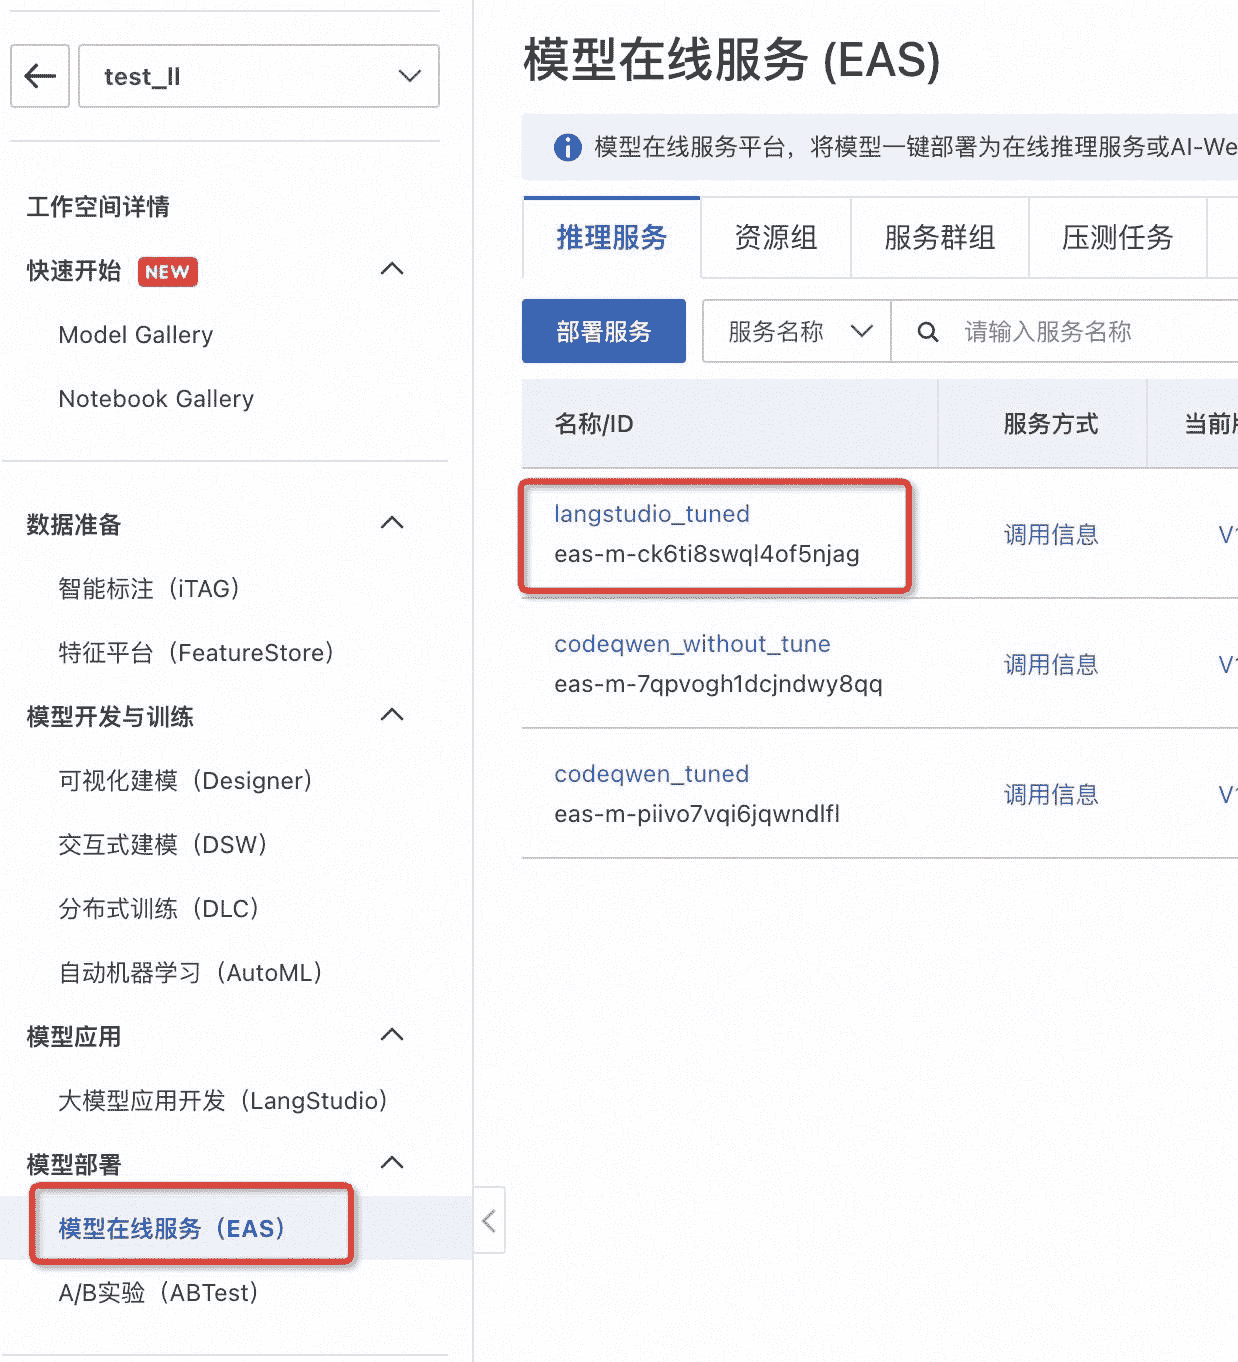 test_ll
工作空间详情
快速开始 NEW
Model Gallery
Notebook Gallery
数据准备
智能标注（iTAG）
特征平台（FeatureStore）
模型开发与训练
可视化建模（Designer）
交互式建模（DSW）
分布式训练（DLC）
自动机器学习（AutoML）
模型应用
大模型应用开发（LangStudio）
模型部署
模型在线服务（EAS）
A/B实验（ABTest）
模型在线服务 (EAS)
模型在线服务平台，将模型一键部署为在线推理服务或AI-We
推理服务 资源组 服务群组 压测任务
部署服务 服务名称 请输入服务名称
名称/ID 服务方式 当前
langstudio_tuned
eas-m-ck6ti8swql4of5njag
调用信息
codeqwen_without_tune
eas-m-7qpvogh1dcjndwy8qq
调用信息
codeqwen_tuned
eas-m-piivo7vqi6jqwndlfl
调用信息